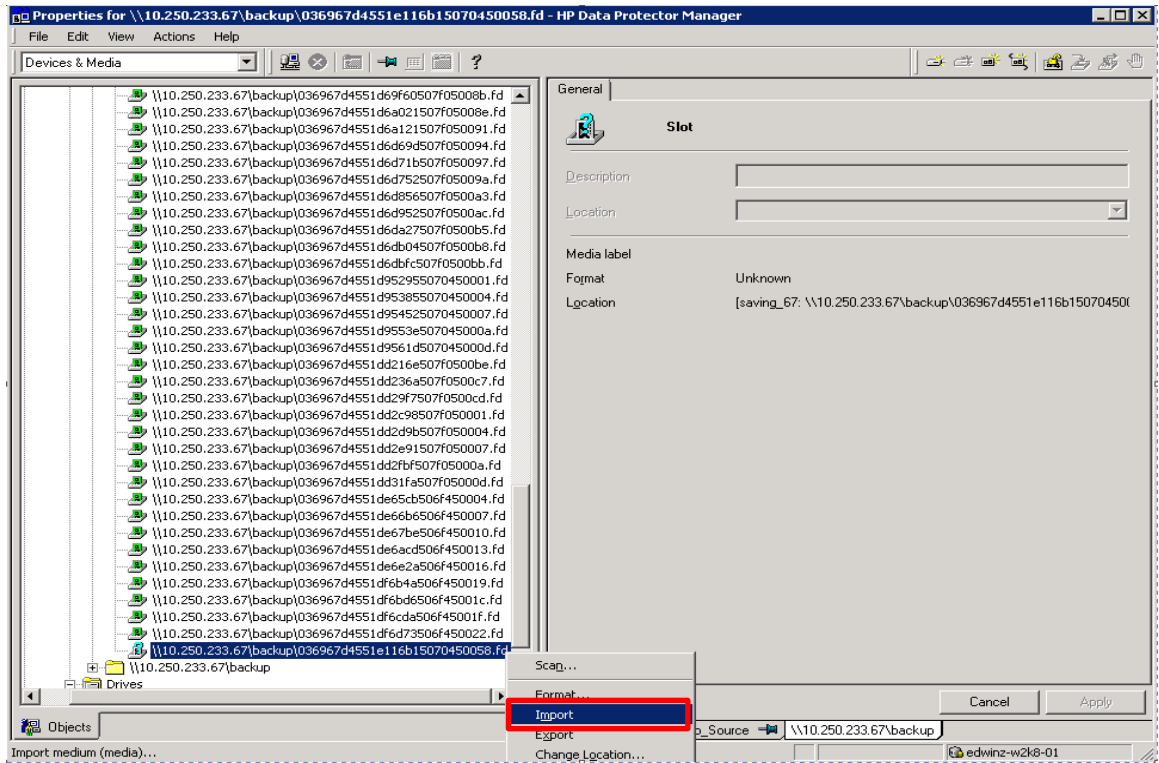 Properties for \\10.250.233.67\backup\036967d4551e116b15070450058.fd - HP Data Protector Manager
File Edit View Actions Help
Devices & Media
\\10.250.233.67\backup\036967d4551d69f60507f05008b.fd
\\10.250.233.67\backup\036967d4551d6a021507f05008e.fd
\\10.250.233.67\backup\036967d4551d6a121507f050091.fd
\\10.250.233.67\backup\036967d4551d6d69d507f050094.fd
\\10.250.233.67\backup\036967d4551d6d71b507f050097.fd
\\10.250.233.67\backup\036967d4551d6d752507f05009a.fd
\\10.250.233.67\backup\036967d4551d6d856507f0500a3.fd
\\10.250.233.67\backup\036967d4551d6d952507f0500ac.fd
\\10.250.233.67\backup\036967d4551d6da27507f0500b5.fd
\\10.250.233.67\backup\036967d4551d6db04507f0500b8.fd
\\10.250.233.67\backup\036967d4551d6dbfc507f0500bb.fd
\\10.250.233.67\backup\036967d4551d952955070450001.fd
\\10.250.233.67\backup\036967d4551d953855070450004.fd
\\10.250.233.67\backup\036967d4551d954525070450007.fd
\\10.250.233.67\backup\036967d4551d9553e507045000a.fd
\\10.250.233.67\backup\036967d4551d9561d507045000d.fd
\\10.250.233.67\backup\036967d4551dd216e507f0500be.fd
\\10.250.233.67\backup\036967d4551dd236a507f0500c7.fd
\\10.250.233.67\backup\036967d4551dd29f7507f0500cd.fd
\\10.250.233.67\backup\036967d4551dd2c98507f050001.fd
\\10.250.233.67\backup\036967d4551dd2d9b507f050004.fd
\\10.250.233.67\backup\036967d4551dd2e91507f050007.fd
\\10.250.233.67\backup\036967d4551dd2fbf507f05000a.fd
\\10.250.233.67\backup\036967d4551dd31fa507f05000d.fd
\\10.250.233.67\backup\036967d4551de65cb506f450004.fd
\\10.250.233.67\backup\036967d4551de66b6506f450007.fd
\\10.250.233.67\backup\036967d4551de67be506f450010.fd
\\10.250.233.67\backup\036967d4551de6acd506f450013.fd
\\10.250.233.67\backup\036967d4551de6e2a506f450016.fd
\\10.250.233.67\backup\036967d4551df6b4a506f450019.fd
\\10.250.233.67\backup\036967d4551df6bd6506f45001c.fd
\\10.250.233.67\backup\036967d4551df6cda506f45001f.fd
\\10.250.233.67\backup\036967d4551df6d73506f450022.fd
\\10.250.233.67\backup\036967d4551e116b15070450058.fd
\\10.250.233.67\backup
Drives
Objects
General
Slot
Description
Location
Media label
Format Unknown
Location [saving_67: \\10.250.233.67\backup\036967d4551e116b15070450(
Scan...
Format...
Import
Export
Change Location...
Cancel Apply
o_Source \\10.250.233.67\backup
Import medium (media)... edwinz-w2k8-01